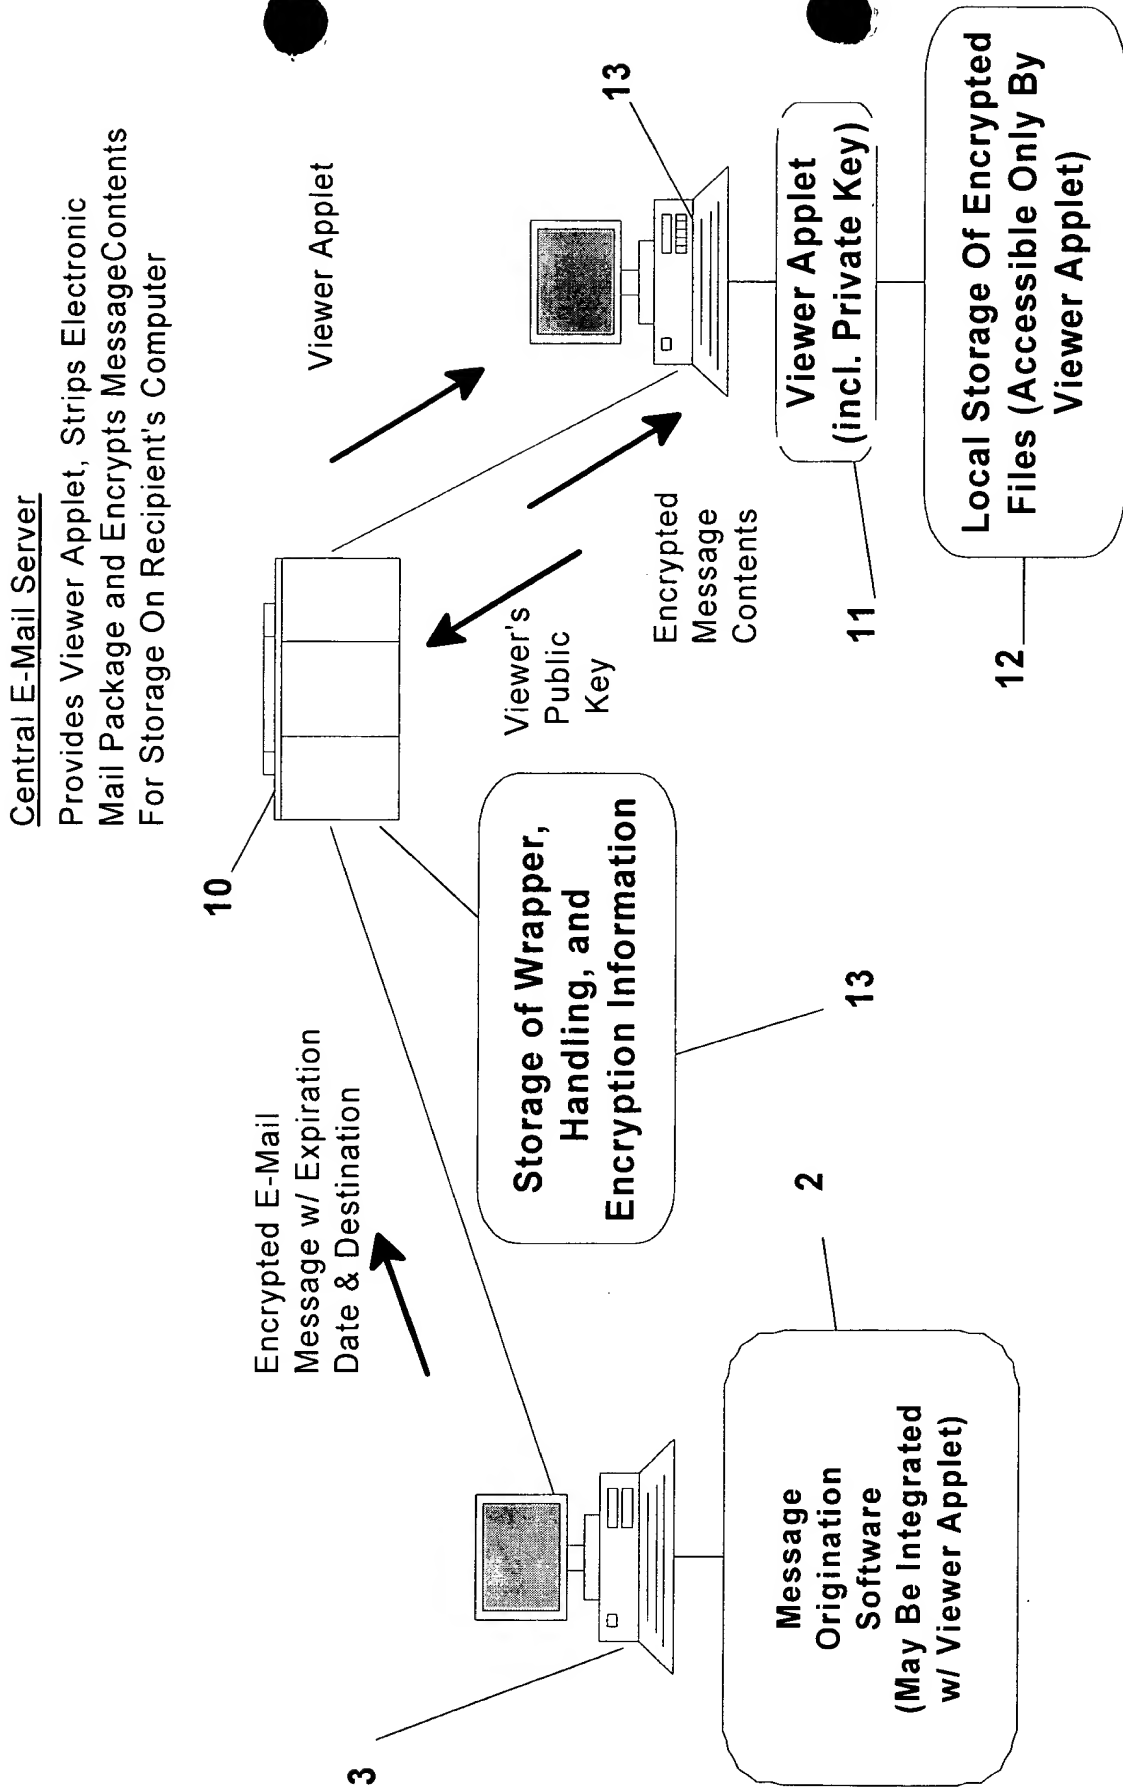 Central E-Mail Server
Provides Viewer Applet, Strips Electronic
Mail Package and Encrypts MessageContents
For Storage On Recipient's Computer
10
Encrypted E-Mail
Message w/ Expiration
Date & Destination
Viewer Applet
13
3
Viewer's
Public
Key
Encrypted
Message
Contents
Storage of Wrapper,
Handling, and
Encryption Information
13
2
Message
Origination
Software
(May Be Integrated
w/ Viewer Applet)
Viewer Applet
(incl. Private Key)
11
Local Storage Of Encrypted
Files (Accessible Only By
Viewer Applet)
12